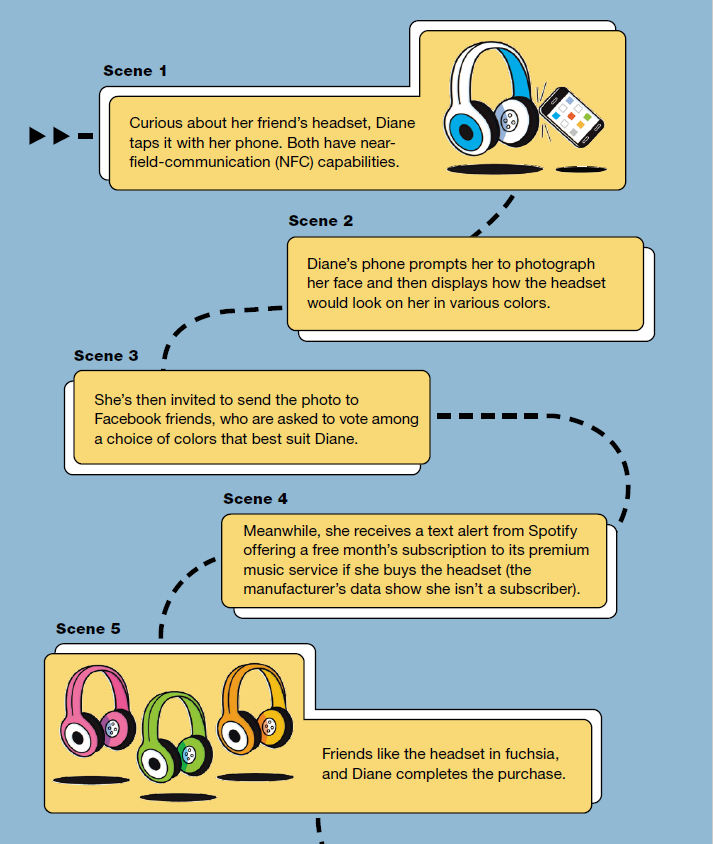 Scene 1
Curious about her friend's headset, Diane
taps it with her phone. Both have near-
field-communication (NFC) capabilities.
Scene 2
Diane's phone prompts her to photograph
her face and then displays how the headset
would look on her in various colors.
Scene 3
She's then invited to send the photo to
Facebook friends, who are asked to vote among
a choice of colors that best suit Diane.
Scene 4
Meanwhile, she receives a text alert from Spotify
offering a free month's subscription to its premium
music service if she buys the headset (the
manufacturer's data show she isn't a subscriber).
Scene 5
Friends like the headset in fuchsia,
and Diane completes the purchase.